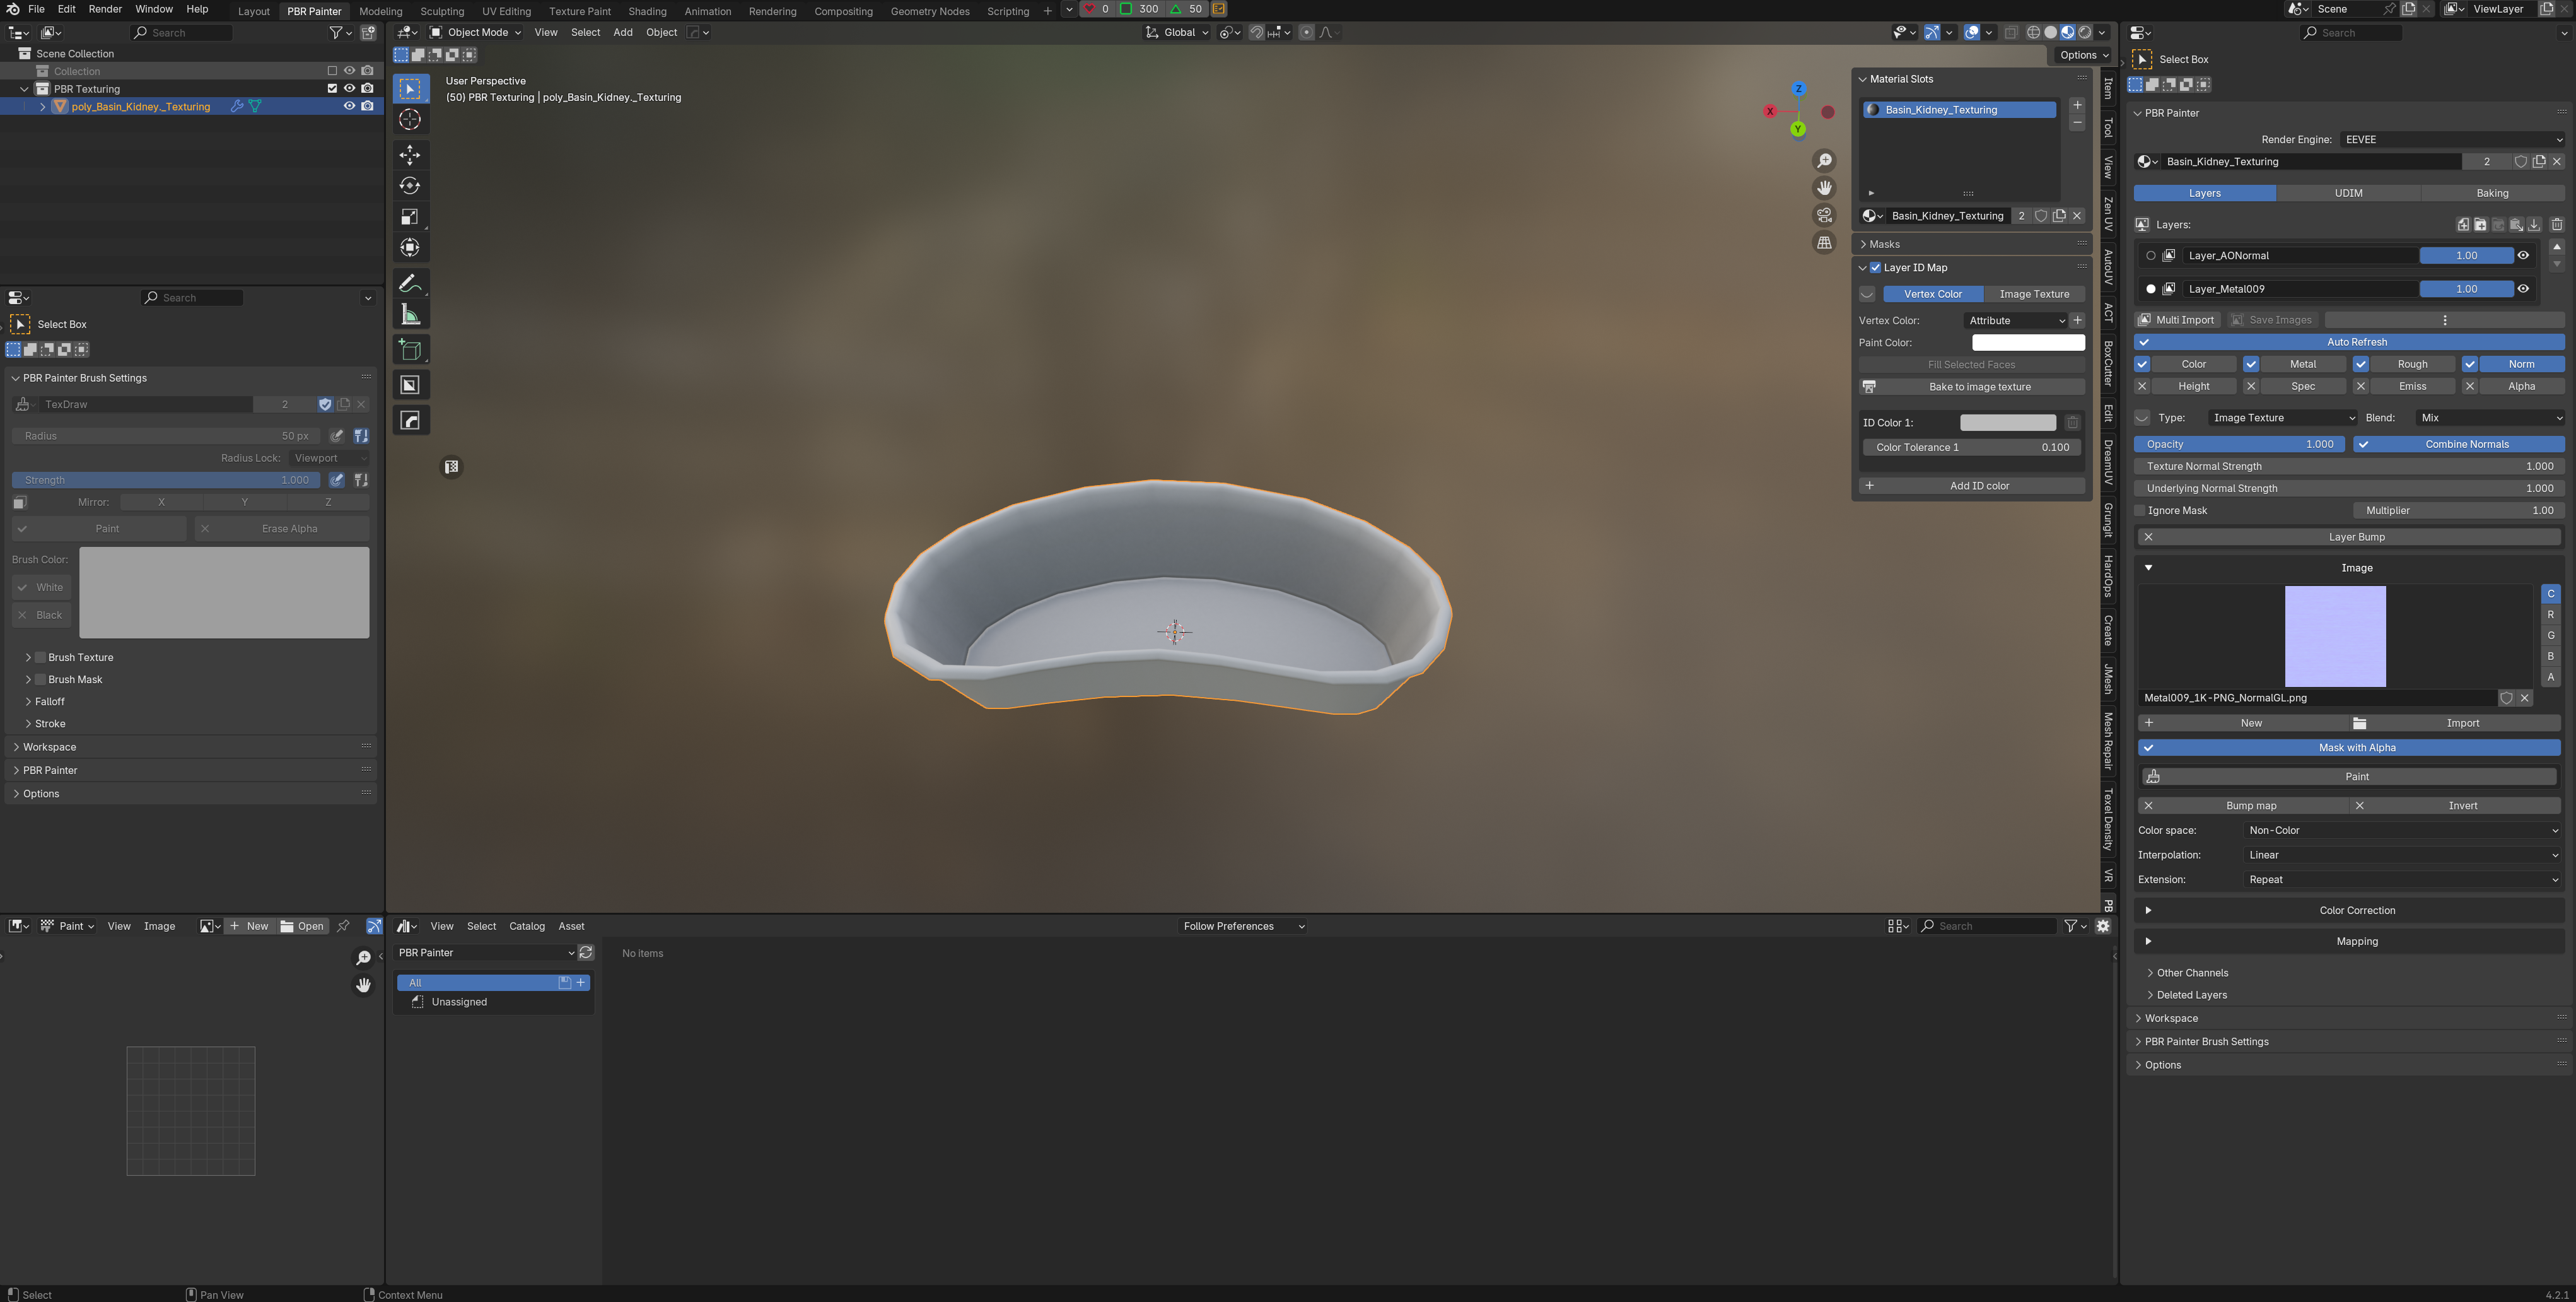 File Edit Render Window Help Layout PBR Painter Modeling Sculpting UV Editing Texture Paint Shading Animation Rendering Compositing Geometry Nodes Scripting + 0 300 50 Scene ViewLayer
Search
Scene Collection
Collection
PBR Texturing
poly_Basin_Kidney._Texturing
Search
Select Box
PBR Painter Brush Settings
TexDraw 2
Radius 50 px
Radius Lock: Viewport
Strength 1.000
Mirror: X Y Z
Paint Erase Alpha
Brush Color:
White
Black
Brush Texture
Brush Mask
Falloff
Stroke
Workspace
PBR Painter
Options
Paint View Image New Open
Object Mode View Select Add Object Global
Options
User Perspective
(50) PBR Texturing | poly_Basin_Kidney._Texturing
Z
X
Y
Material Slots
Basin_Kidney_Texturing
Basin_Kidney_Texturing 2
Masks
Layer ID Map
Vertex Color Image Texture
Vertex Color: Attribute
Paint Color:
Fill Selected Faces
Bake to image texture
ID Color 1:
Color Tolerance 1 0.100
Add ID color
Item
Tool
View
Zen UV
AutoUV
ACT
BoxCutter
Edit
DreamUV
Grungit
HardOps
Create
JMesh
Mesh Repair
Texel Density
VR
PB
View Select Catalog Asset Follow Preferences Search
PBR Painter
All
Unassigned
No items
Search
Select Box
PBR Painter
Render Engine: EEVEE
Basin_Kidney_Texturing 2
Layers UDIM Baking
Layers:
Layer_AONormal 1.00
Layer_Metal009 1.00
Multi Import Save Images
Auto Refresh
Color Metal Rough Norm
Height Spec Emiss Alpha
Type: Image Texture Blend: Mix
Opacity 1.000 Combine Normals
Texture Normal Strength 1.000
Underlying Normal Strength 1.000
Ignore Mask Multiplier 1.00
Layer Bump
Image
C
R
G
B
A
Metal009_1K-PNG_NormalGL.png
New Import
Mask with Alpha
Paint
Bump map Invert
Color space: Non-Color
Interpolation: Linear
Extension: Repeat
Color Correction
Mapping
Other Channels
Deleted Layers
Workspace
PBR Painter Brush Settings
Options
Select Pan View Context Menu 4.2.1